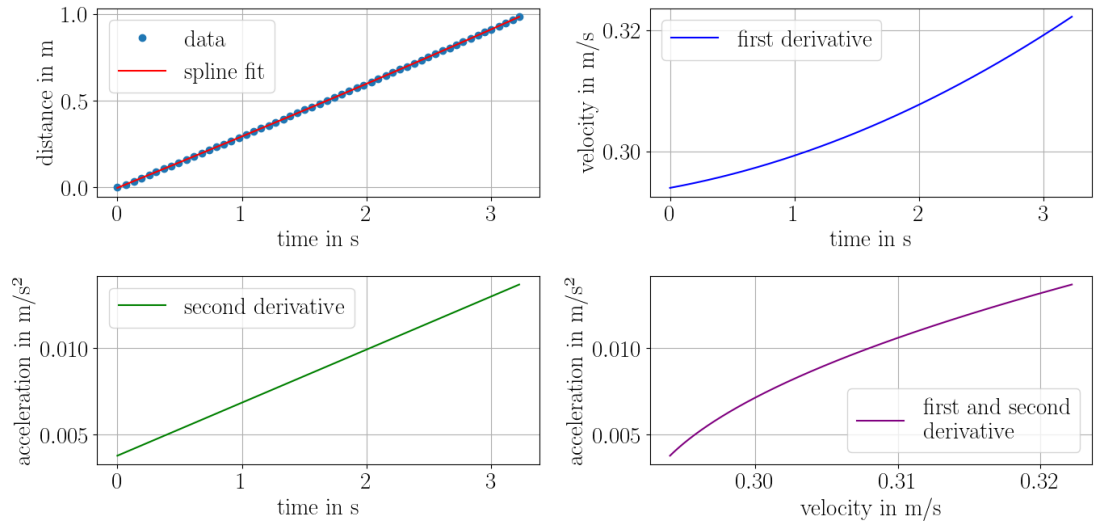 distance in m
1.0
0.5
0.0
data
spline fit
0 1 2 3
time in s
velocity in m/s
0.32
0.30
first derivative
0 1 2 3
time in s
acceleration in m/s²
0.010
0.005
second derivative
0 1 2 3
time in s
acceleration in m/s²
0.010
0.005
first and second
derivative
0.30 0.31 0.32
velocity in m/s